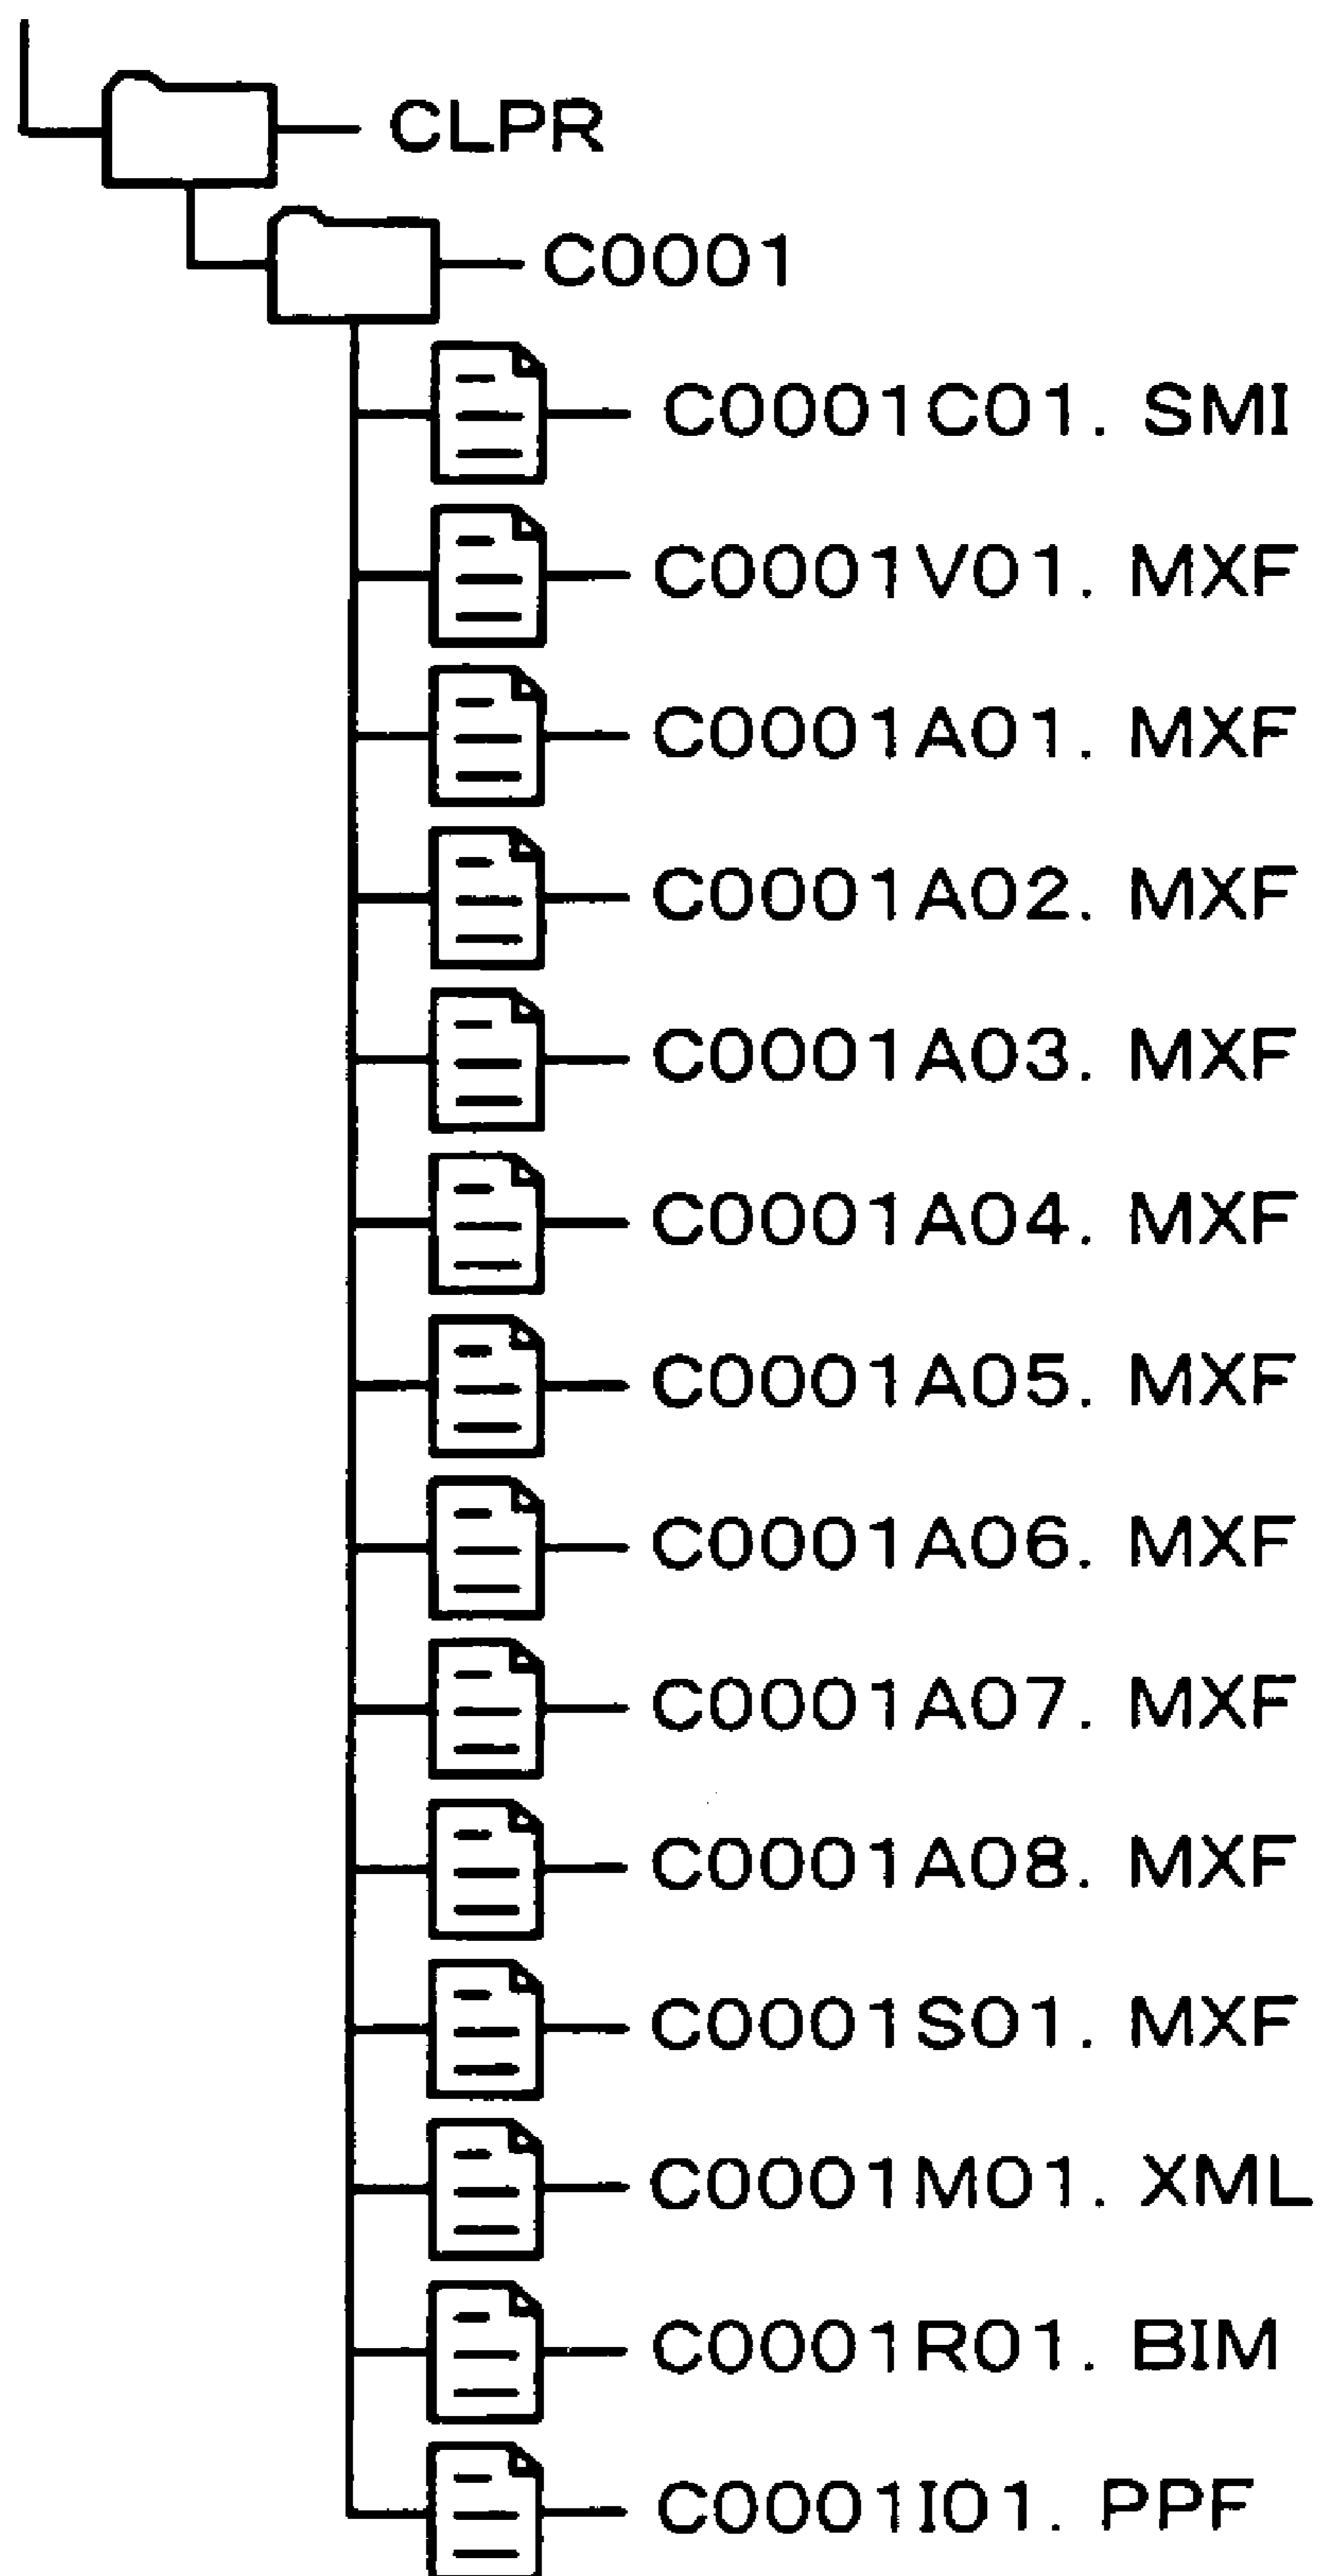 CLPR
C0001
C0001C01. SMI
C0001V01. MXF
C0001A01. MXF
C0001A02. MXF
C0001A03. MXF
C0001A04. MXF
C0001A05. MXF
C0001A06. MXF
C0001A07. MXF
C0001A08. MXF
C0001S01. MXF
C0001M01. XML
C0001R01. BIM
C0001I01. PPF